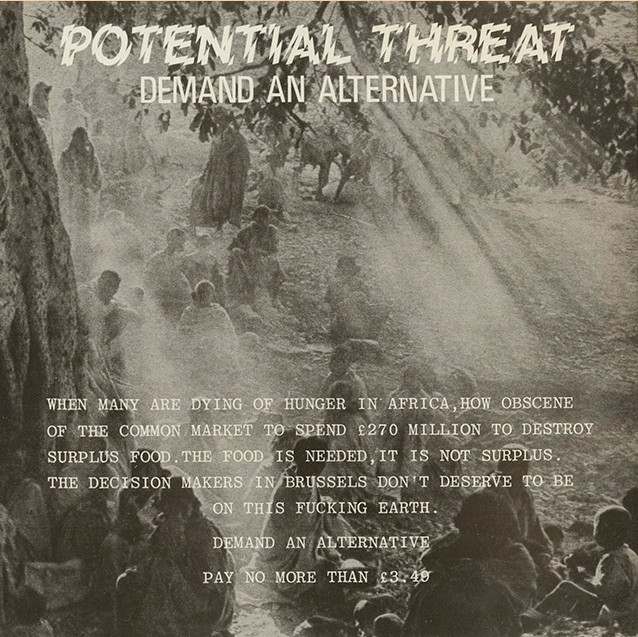 POTENTIAL THREAT
DEMAND AN ALTERNATIVE
WHEN MANY ARE DYING OF HUNGER IN AFRICA,HOW OBSCENE
OF THE COMMON MARKET TO SPEND £270 MILLION TO DESTROY
SURPLUS FOOD.THE FOOD IS NEEDED,IT IS NOT SURPLUS.
THE DECISION MAKERS IN BRUSSELS DON'T DESERVE TO BE
ON THIS FUCKING EARTH.
DEMAND AN ALTERNATIVE
PAY NO MORE THAN £3.49